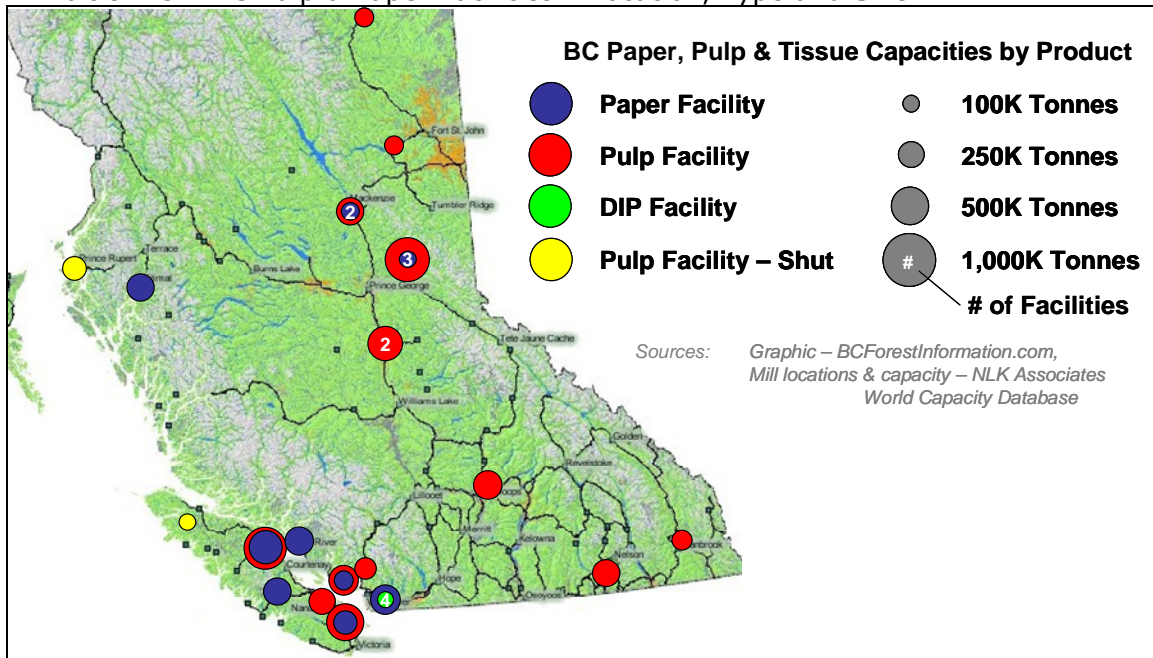 BC Paper, Pulp & Tissue Capacities by Product
Paper Facility
100K Tonnes
Pulp Facility
250K Tonnes
DIP Facility
500K Tonnes
Pulp Facility – Shut
#
1,000K Tonnes
# of Facilities
Sources:
Graphic – BCForestInformation.com,
Mill locations & capacity – NLK Associates
World Capacity Database
Fort St. John
Mackenzie
2
Tumbler Ridge
Terrace
Prince Rupert
3
Burns Lake
Prince George
2
Tete Jaune Cache
Williams Lake
Golden
Revelstoke
Lillooet
Merritt
Kelowna
River
Courtenay
Nelson
Hope
Osoyoos
4
Victoria